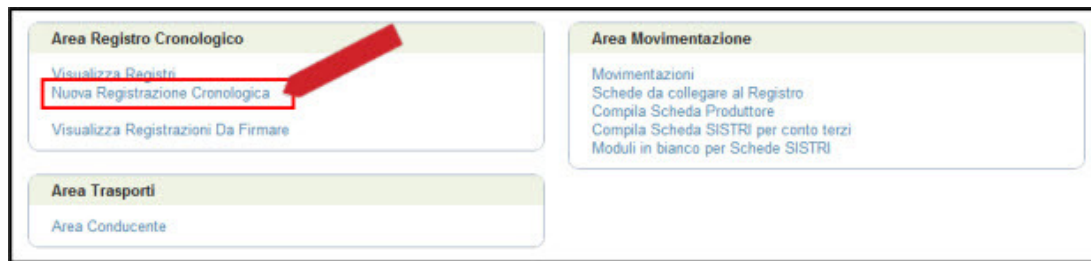 Area Registro Cronologico
Visualizza Registri
Nuova Registrazione Cronologica
Visualizza Registrazioni Da Firmare
Area Trasporti
Area Conducente
Area Movimentazione
Movimentazioni
Schede da collegare al Registro
Compila Scheda Produttore
Compila Scheda SISTRI per conto terzi
Moduli in bianco per Schede SISTRI